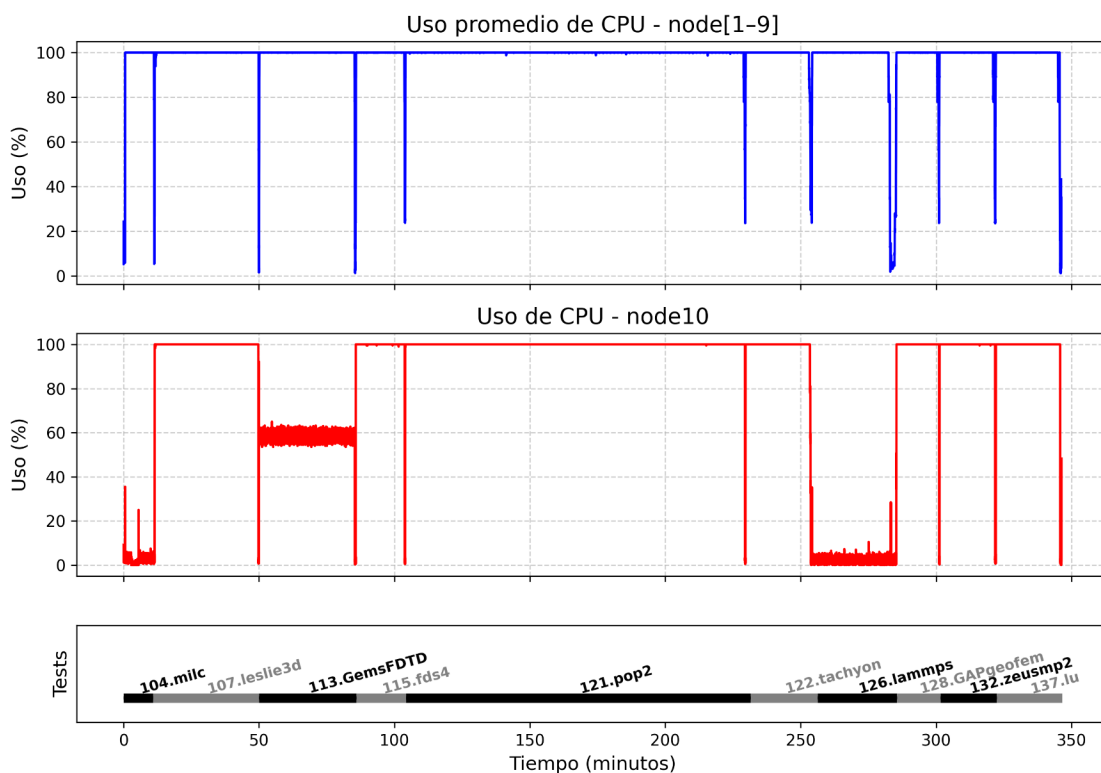 Uso promedio de CPU - node[1–9]
100
80
60
40
20
0
Uso (%)
0
50
100
150
200
250
300
350
Uso de CPU - node10
100
80
60
40
20
0
Uso (%)
Tests
104.milc
107.leslie3d
113.GemsFDTD
115.fds4
121.pop2
122.tachyon
126.lammps
128.GAPgeofem
132.zeusmp2
137.lu
Tiempo (minutos)